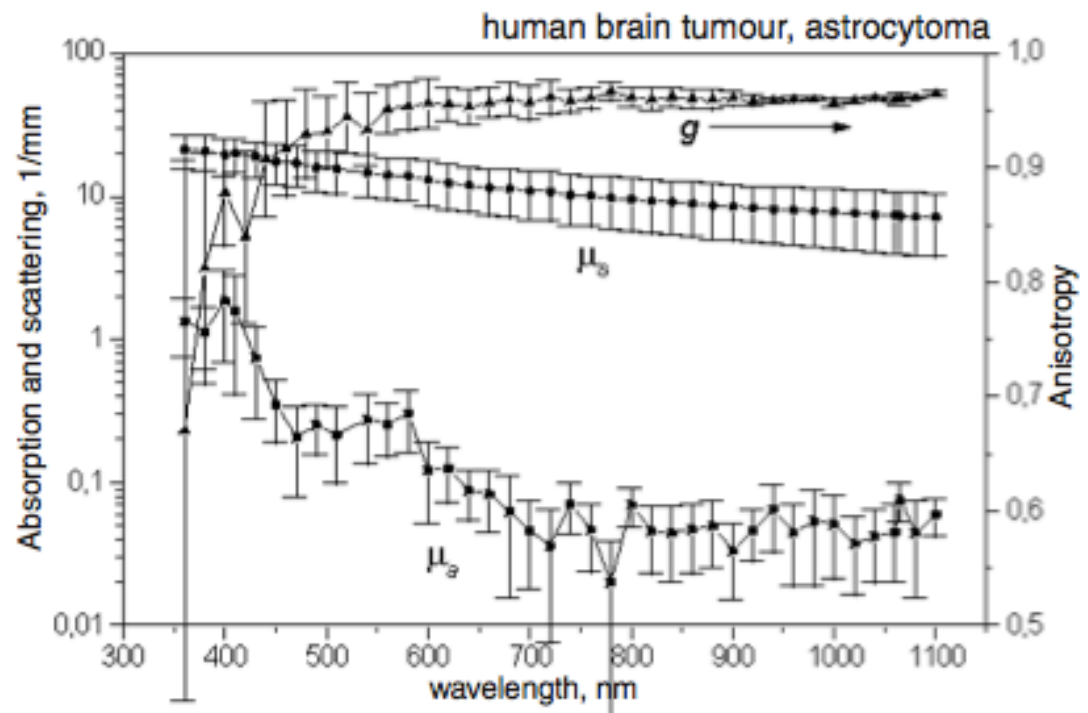 human brain tumour, astrocytoma
100
10
1
0,1
0,01
Absorption and scattering, 1/mm
1,0
0,9
0,8
0,7
0,6
0,5
Anisotropy
g
μs
μa
300 400 500 600 700 800 900 1000 1100
wavelength, nm